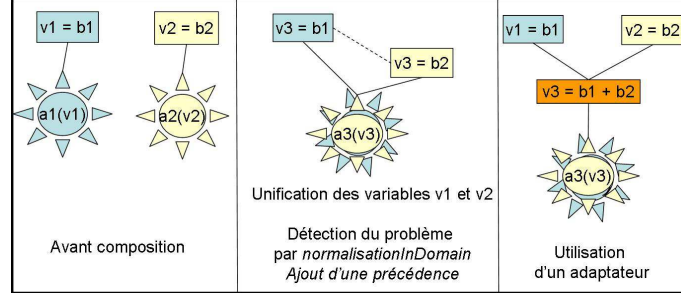 v1 = b1
v2 = b2
a1(v1)
a2(v2)
Avant composition
v3 = b1
v3 = b2
a3(v3)
Unification des variables v1 et v2
Détection du problème
par normalisationInDomain
Ajout d'une précédence
v1 = b1
v2 = b2
v3 = b1 + b2
a3(v3)
Utilisation
d'un adaptateur